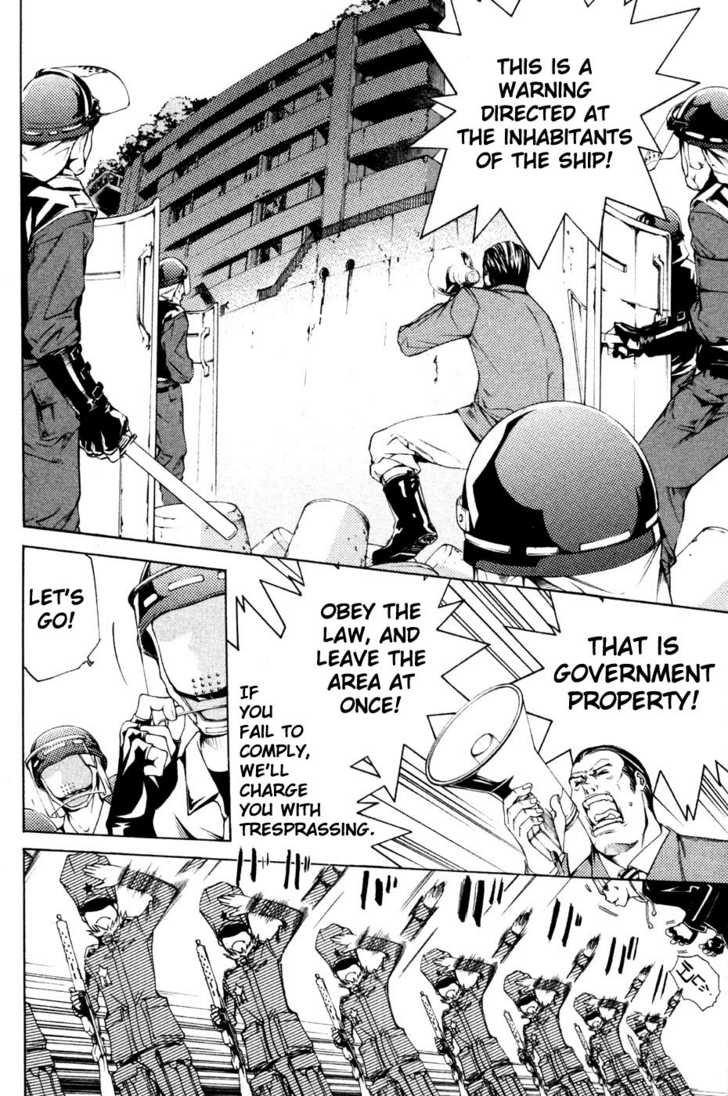 THIS IS A
WARNING
DIRECTED AT
THE INHABITANTS
OF THE SHIP!
THAT IS
GOVERNMENT
PROPERTY!
OBEY THE
LAW, AND
LEAVE THE
AREA AT
ONCE!
IF
YOU
FAIL TO
COMPLY,
WE'LL
CHARGE
YOU WITH
TRESPRASSING.
LET'S
GO!